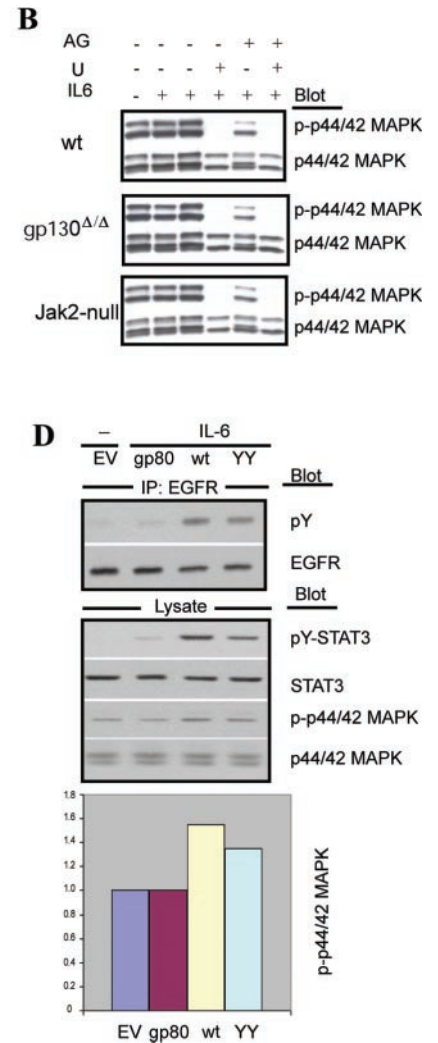 B
AG - - - - + +
U - - - + - +
IL6 - + + + + + Blot
wt p-p44/42 MAPK
p44/42 MAPK
gp130Δ/Δ p-p44/42 MAPK
p44/42 MAPK
Jak2-null p-p44/42 MAPK
p44/42 MAPK
D
– IL-6
EV gp80 wt YY
IP: EGFR Blot
pY
EGFR
Lysate Blot
pY-STAT3
STAT3
p-p44/42 MAPK
p44/42 MAPK
1.8
1.6
1.4
1.2
1.0
0.8
0.6
0.4
0.2
0
p-p44/42 MAPK
EV gp80 wt YY